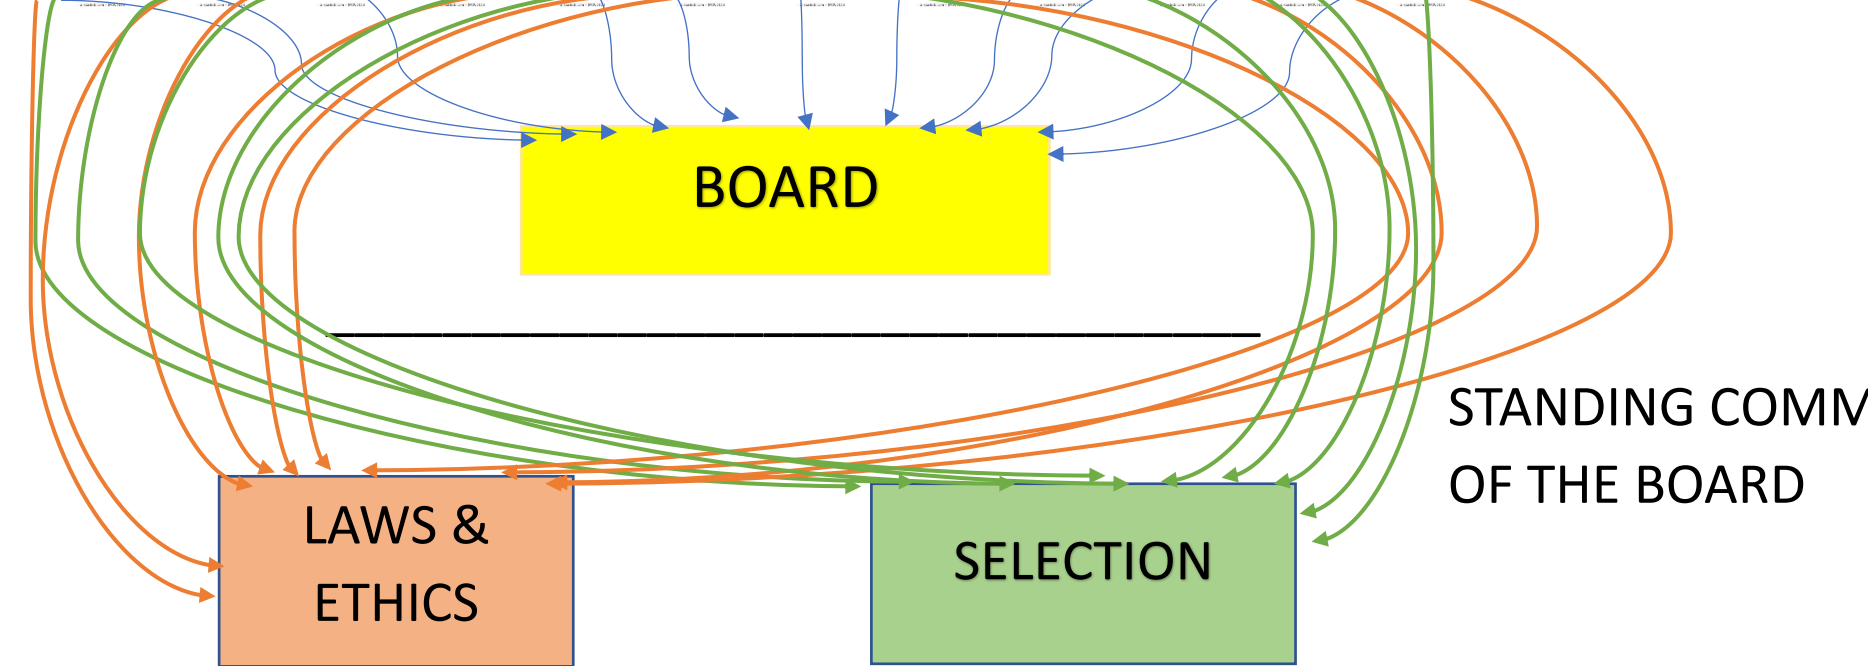 BOARD
STANDING COMM
OF THE BOARD
LAWS &
ETHICS
SELECTION